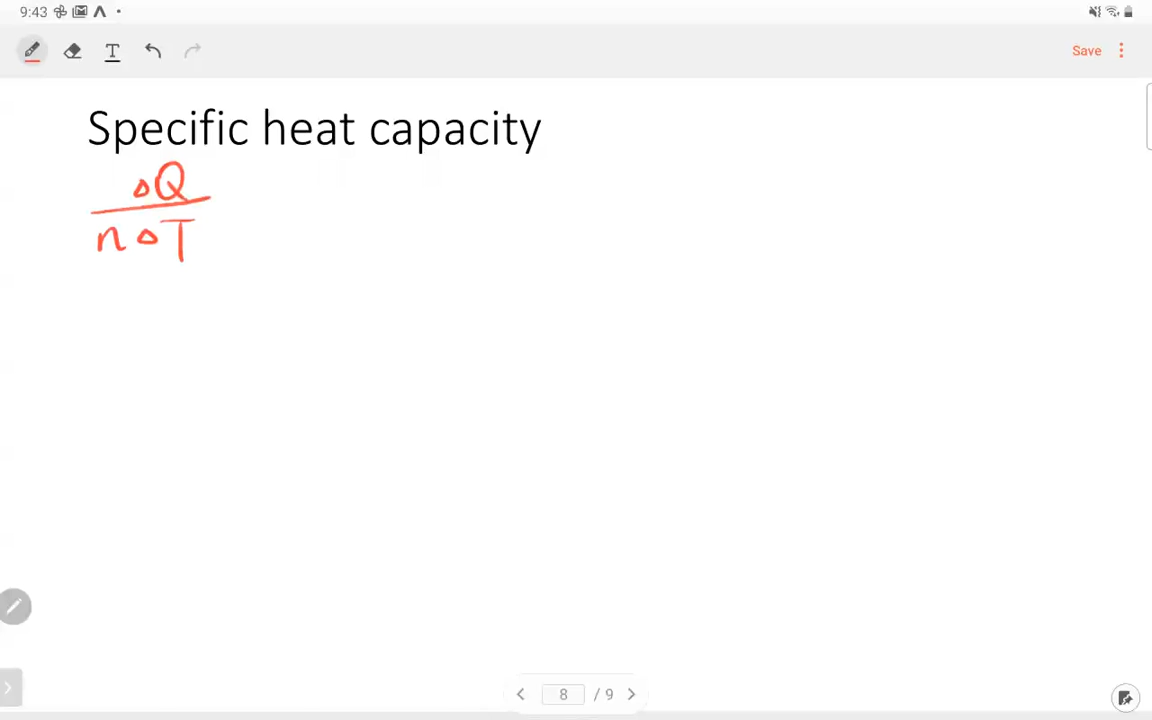 9:43
Save
Specific heat capacity
ΔQ
nΔT
8 / 9